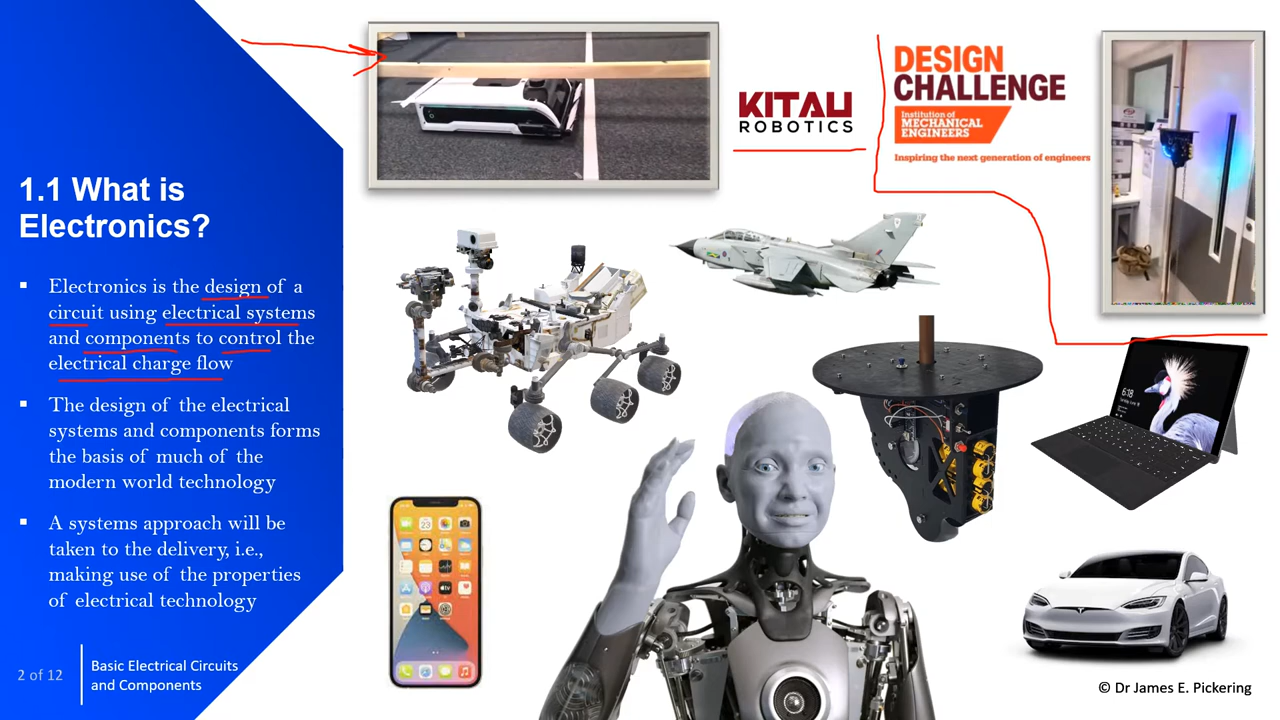 1.1 What is
Electronics?
▪ Electronics is the design of a
circuit using electrical systems
and components to control the
electrical charge flow
▪ The design of the electrical
systems and components forms
the basis of much of the
modern world technology
▪ A systems approach will be
taken to the delivery, i.e.,
making use of the properties
of electrical technology
2 of 12
Basic Electrical Circuits
and Components
KITAU
ROBOTICS
DESIGN
CHALLENGE
Institution of
MECHANICAL
ENGINEERS
Inspiring the next generation of engineers
6:18
© Dr James E. Pickering